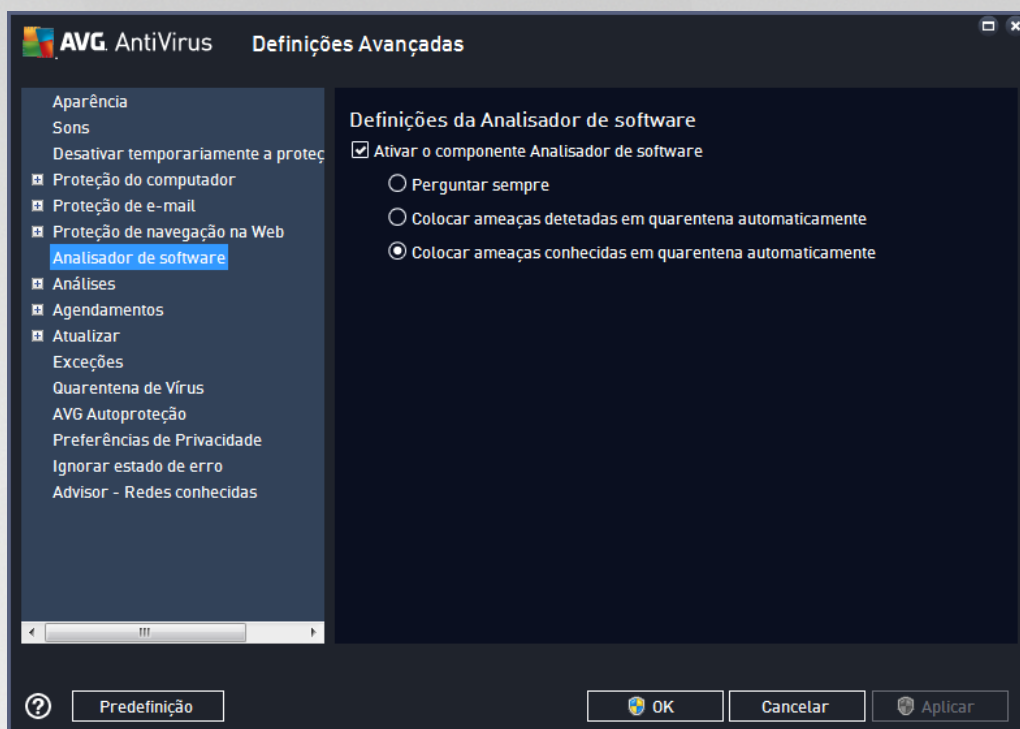 AVG. AntiVirus
Definições Avançadas
Aparência
Sons
Desativar temporariamente a proteç
Proteção do computador
Proteção de e-mail
Proteção de navegação na Web
Analisador de software
Análises
Agendamentos
Atualizar
Exceções
Quarentena de Vírus
AVG Autoproteção
Preferências de Privacidade
Ignorar estado de erro
Advisor - Redes conhecidas
Definições da Analisador de software
Ativar o componente Analisador de software
Perguntar sempre
Colocar ameaças detetadas em quarentena automaticamente
Colocar ameaças conhecidas em quarentena automaticamente
?
Predefinição
OK
Cancelar
Aplicar